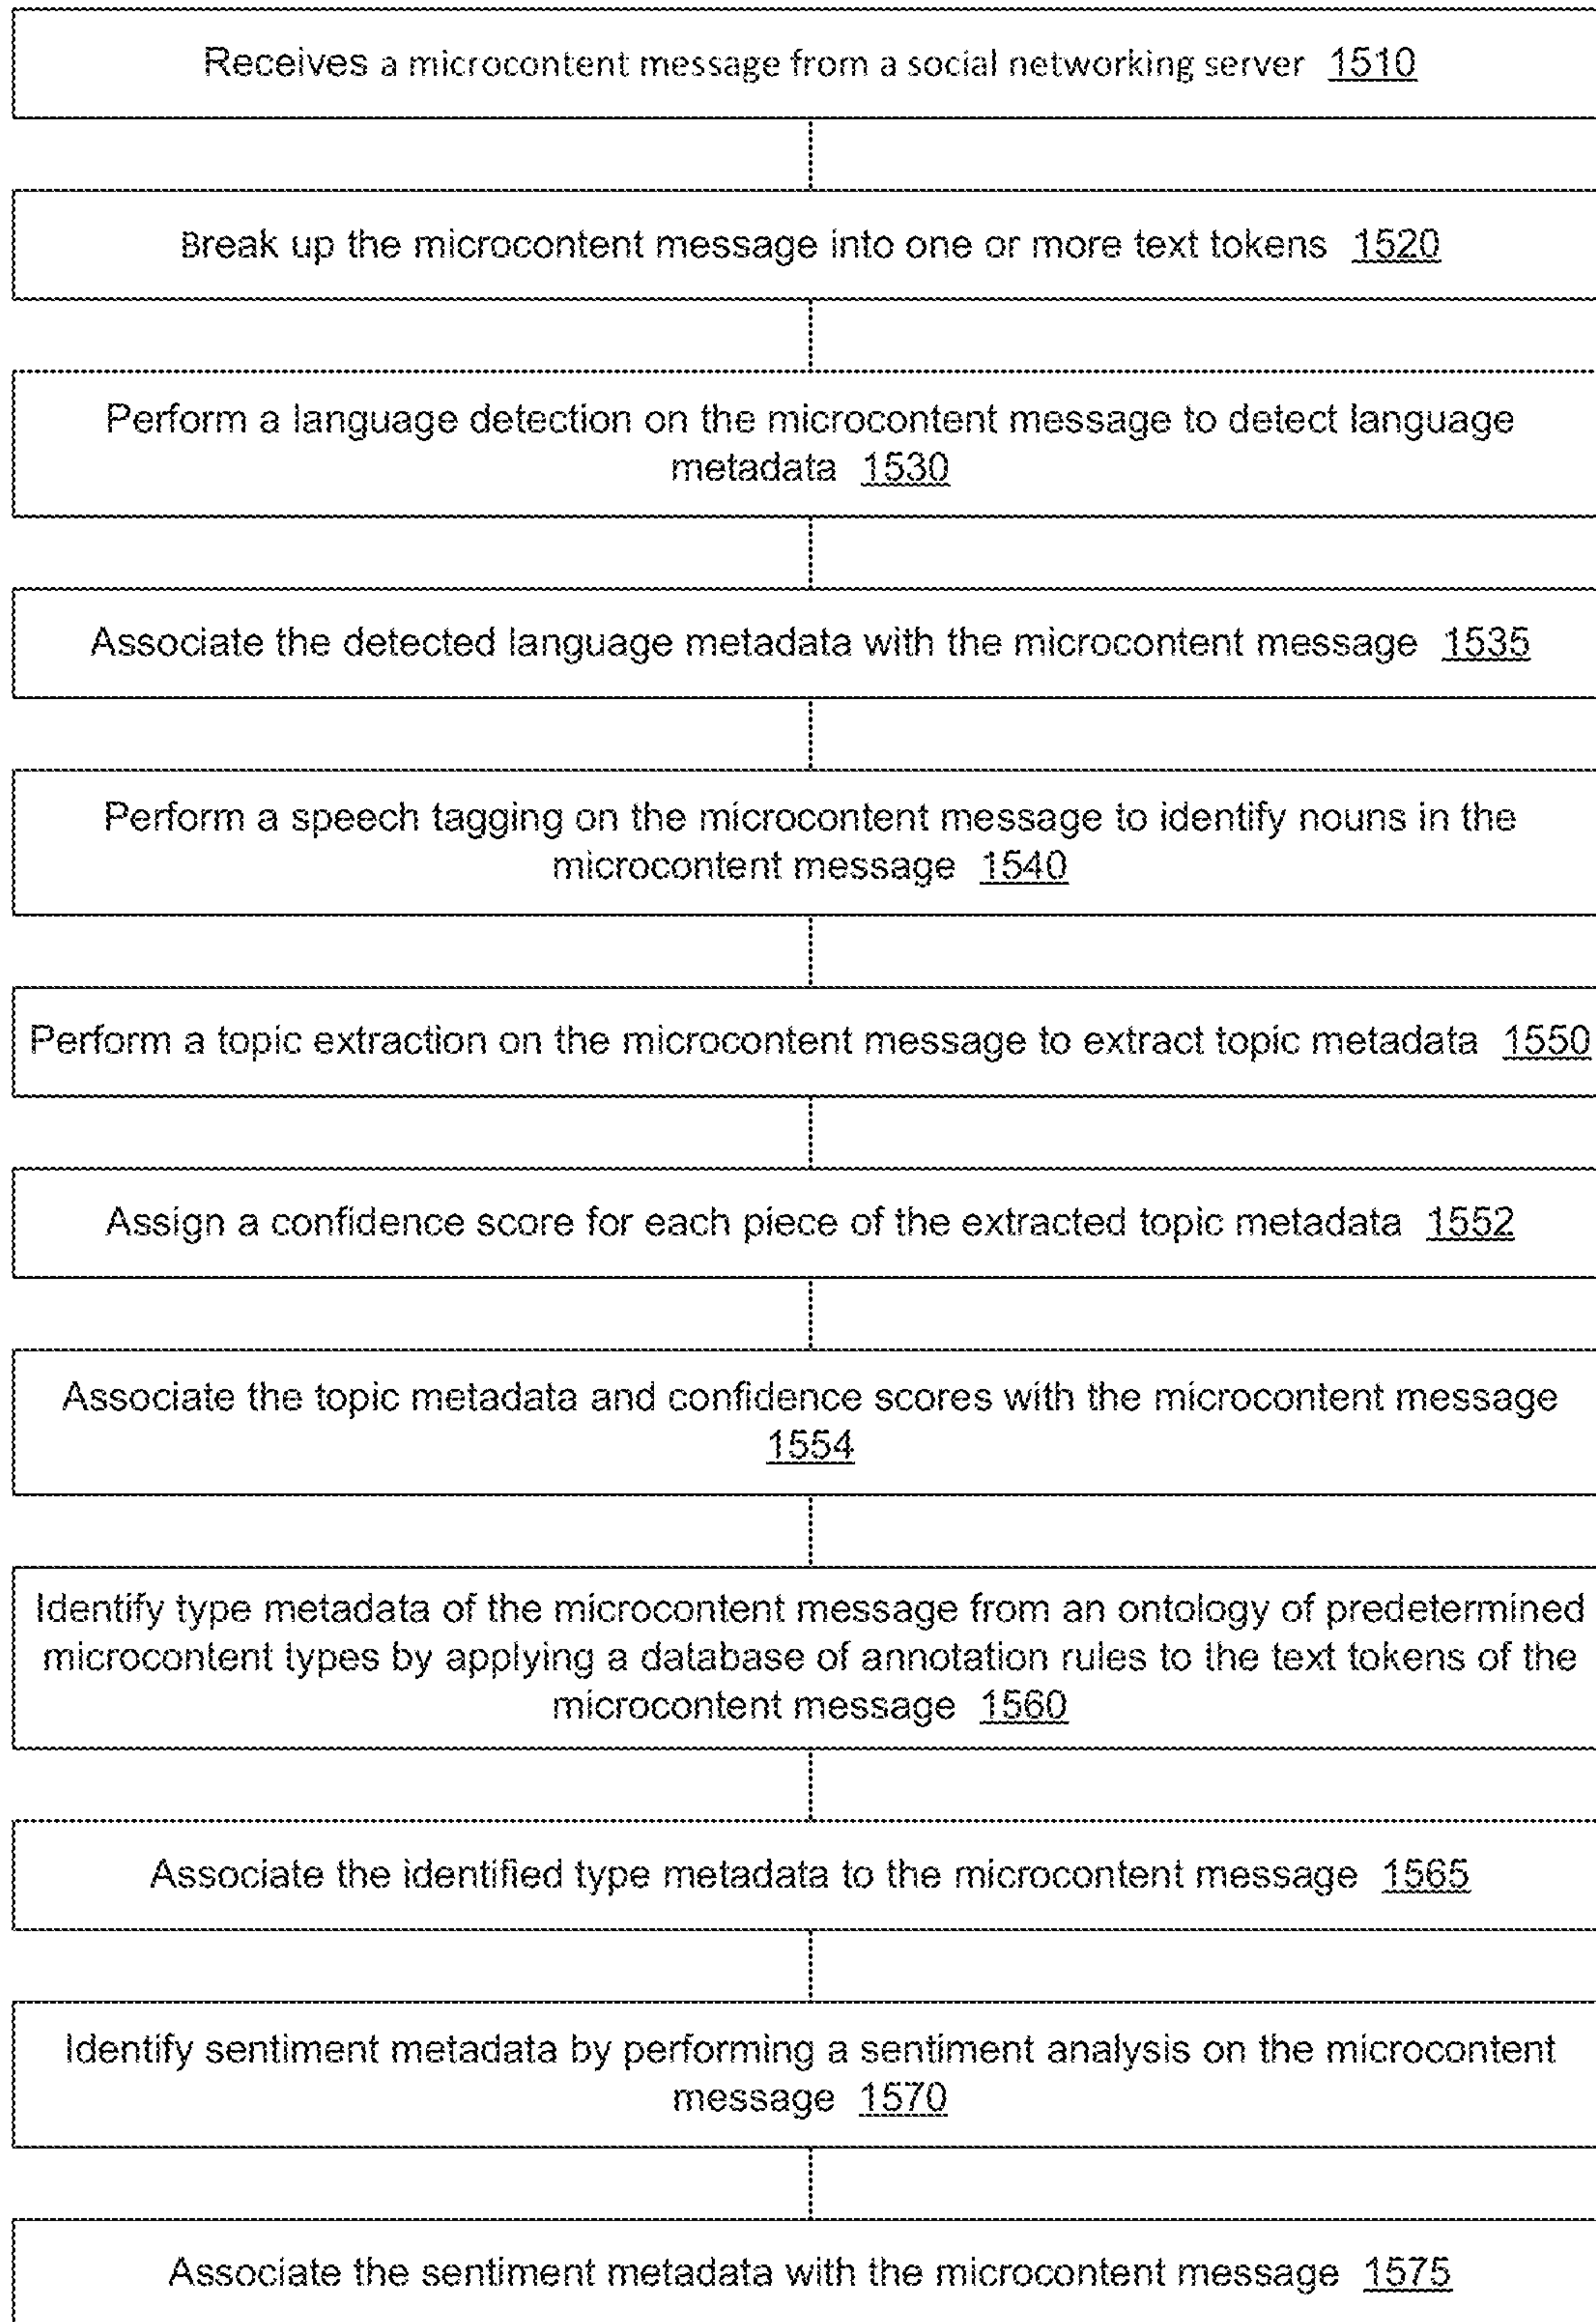 Receives a microcontent message from a social networking server 1510
Break up the microcontent message into one or more text tokens 1520
Perform a language detection on the microcontent message to detect language
metadata 1530
Associate the detected language metadata with the microcontent message 1535
Perform a speech tagging on the microcontent message to identify nouns in the
microcontent message 1540
Perform a topic extraction on the microcontent message to extract topic metadata 1550
Assign a confidence score for each piece of the extracted topic metadata 1552
Associate the topic metadata and confidence scores with the microcontent message
1554
Identify type metadata of the microcontent message from an ontology of predetermined
microcontent types by applying a database of annotation rules to the text tokens of the
microcontent message 1560
Associate the identified type metadata to the microcontent message 1565
Identify sentiment metadata by performing a sentiment analysis on the microcontent
message 1570
Associate the sentiment metadata with the microcontent message 1575